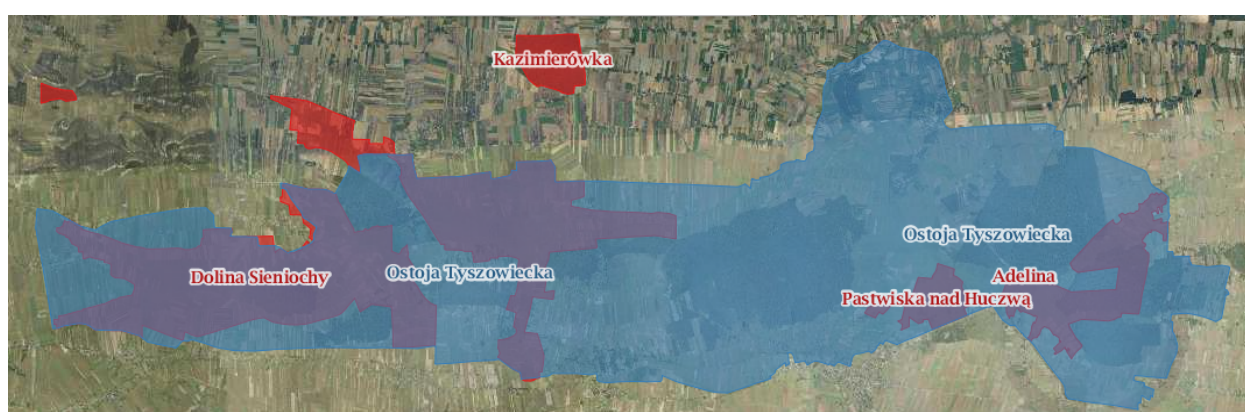 Kazimierówka
Ostoja Tyszowiecka
Dolina Sieniochy
Ostoja Tyszowiecka
Adelina
Pastwiska nad Huczwą